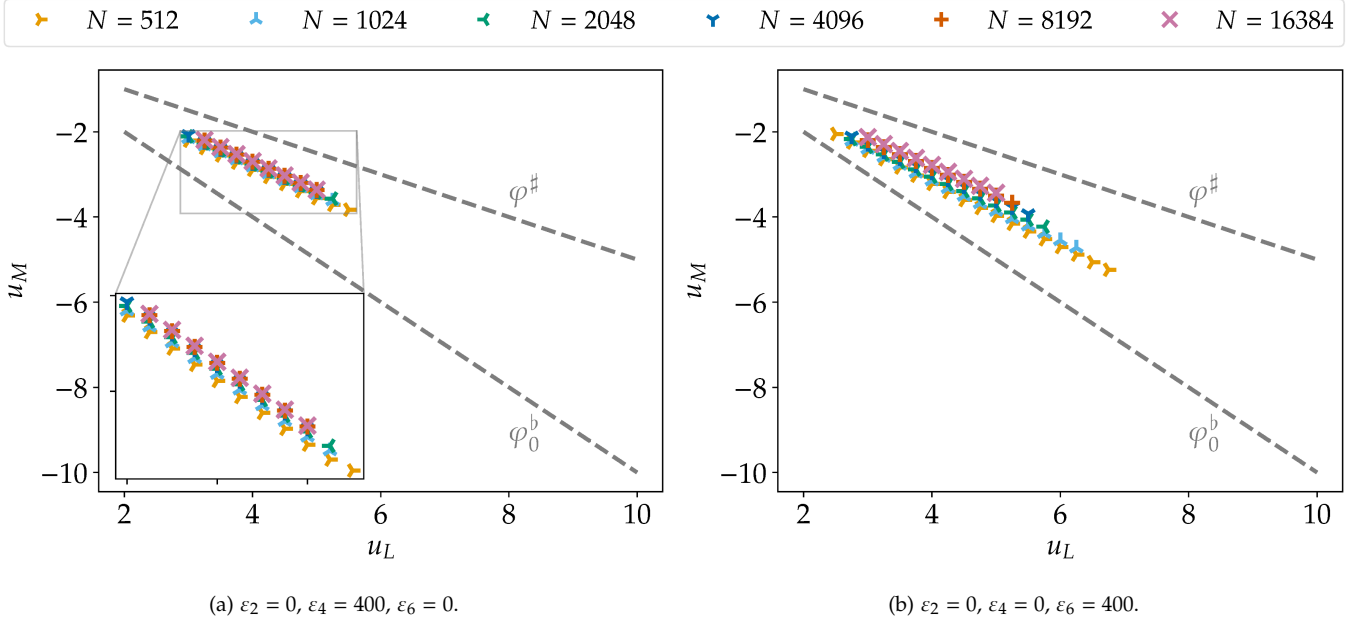 N = 512 N = 1024 N = 2048 N = 4096 N = 8192 N = 16384
−2
−4
−6
−8
−10
2 4 6 8 10
u_M
u_L
φ^♯
φ_0^♭
(a) ε_2 = 0, ε_4 = 400, ε_6 = 0.
−2
−4
−6
−8
−10
2 4 6 8 10
u_M
u_L
φ^♯
φ_0^♭
(b) ε_2 = 0, ε_4 = 0, ε_6 = 400.